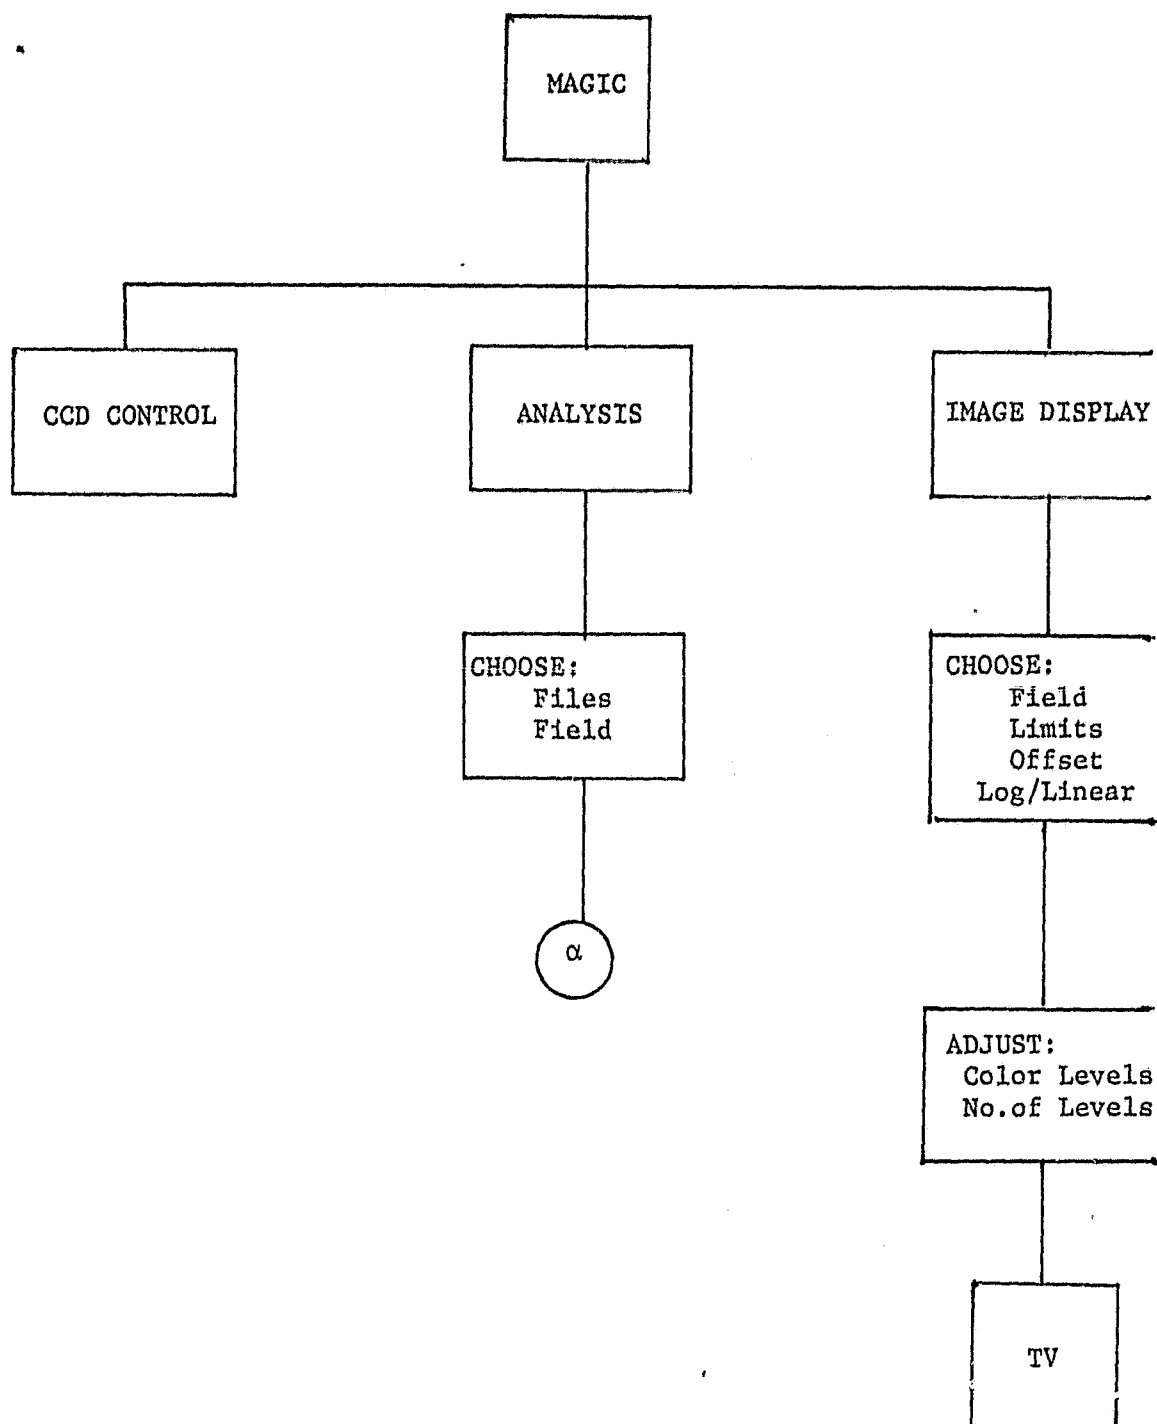 MAGIC
CCD CONTROL
ANALYSIS
IMAGE DISPLAY
CHOOSE:
Files
Field
CHOOSE:
Field
Limits
Offset
Log/Linear
α
ADJUST:
Color Levels
No.of Levels
TV